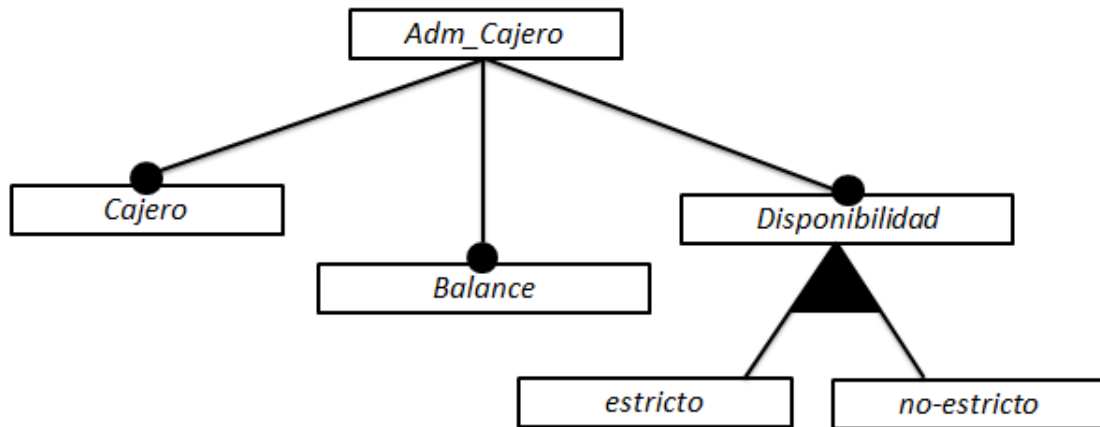 Adm_Cajero
Cajero
Disponibilidad
Balance
estricto
no-estricto